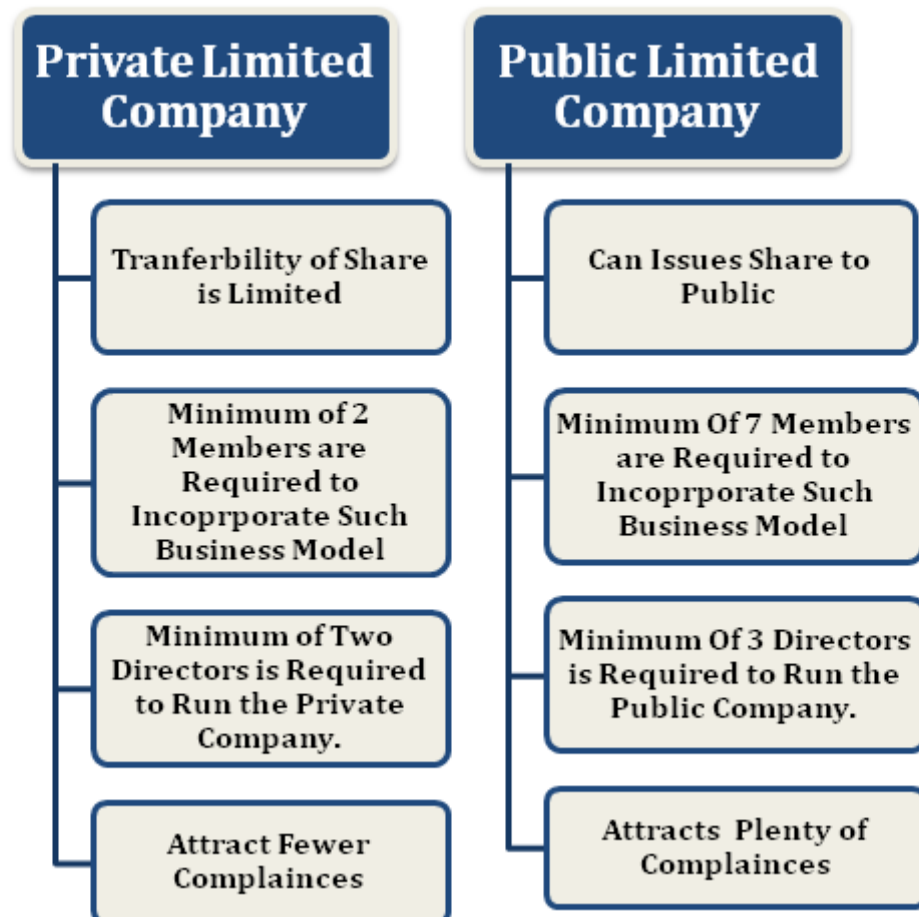 Private Limited
Company
Tranferbility of Share
is Limited
Minimum of 2
Members are
Required to
Incoprporate Such
Business Model
Minimum of Two
Directors is Required
to Run the Private
Company.
Attract Fewer
Complainces
Public Limited
Company
Can Issues Share to
Public
Minimum Of 7 Members
are Required to
Incoprporate Such
Business Model
Minimum Of 3 Directors
is Required to Run the
Public Company.
Attracts Plenty of
Complainces